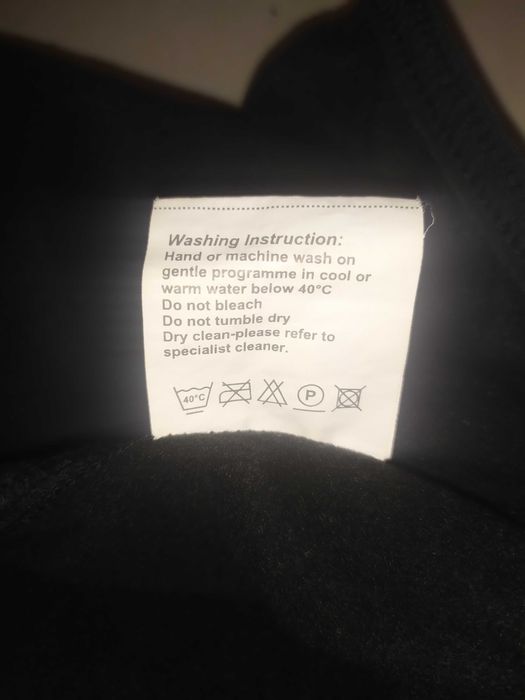 Washing Instruction:
Hand or machine wash on
gentle programme in cool or
warm water below 40°C
Do not bleach
Do not tumble dry
Dry clean-please refer to
specialist cleaner.
40°C P